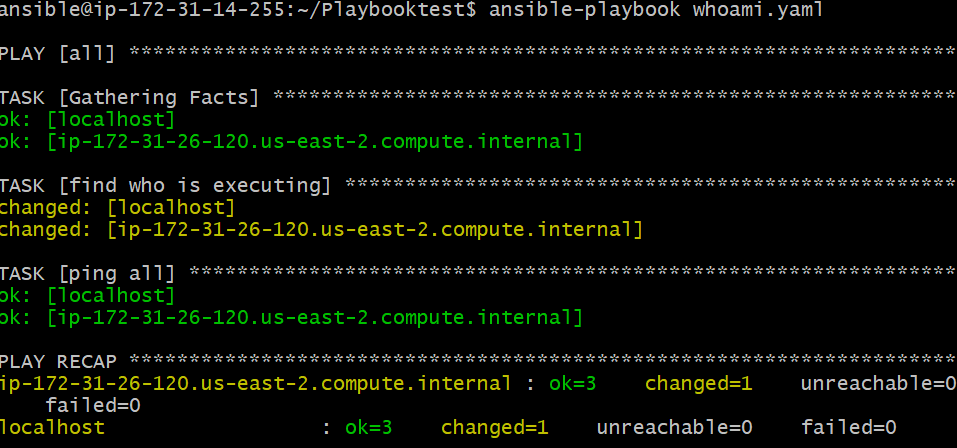 ansible@ip-172-31-14-255:~/Playbooktest$ ansible-playbook whoami.yaml
PLAY [all] *********************************************************************
TASK [Gathering Facts] *********************************************************
ok: [localhost]
ok: [ip-172-31-26-120.us-east-2.compute.internal]
TASK [find who is executing] ***************************************************
changed: [localhost]
changed: [ip-172-31-26-120.us-east-2.compute.internal]
TASK [ping all] ****************************************************************
ok: [localhost]
ok: [ip-172-31-26-120.us-east-2.compute.internal]
PLAY RECAP *********************************************************************
ip-172-31-26-120.us-east-2.compute.internal : ok=3    changed=1    unreachable=0
    failed=0
localhost                  : ok=3    changed=1    unreachable=0    failed=0